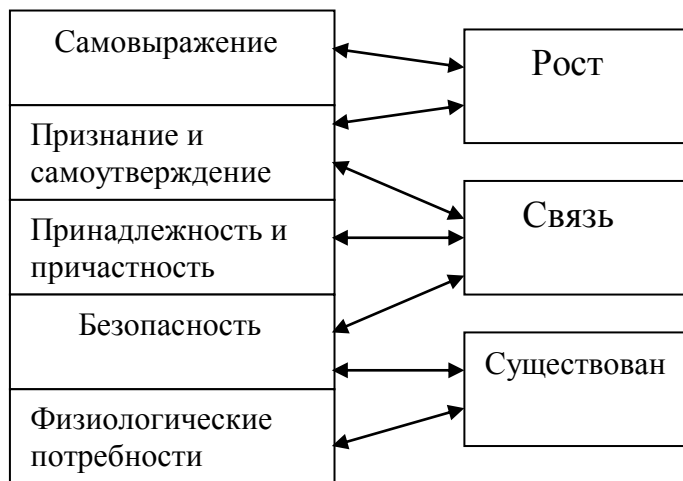 Самовыражение
Признание и
самоутверждение
Принадлежность и
причастность
Безопасность
Физиологические
потребности
Рост
Связь
Существован